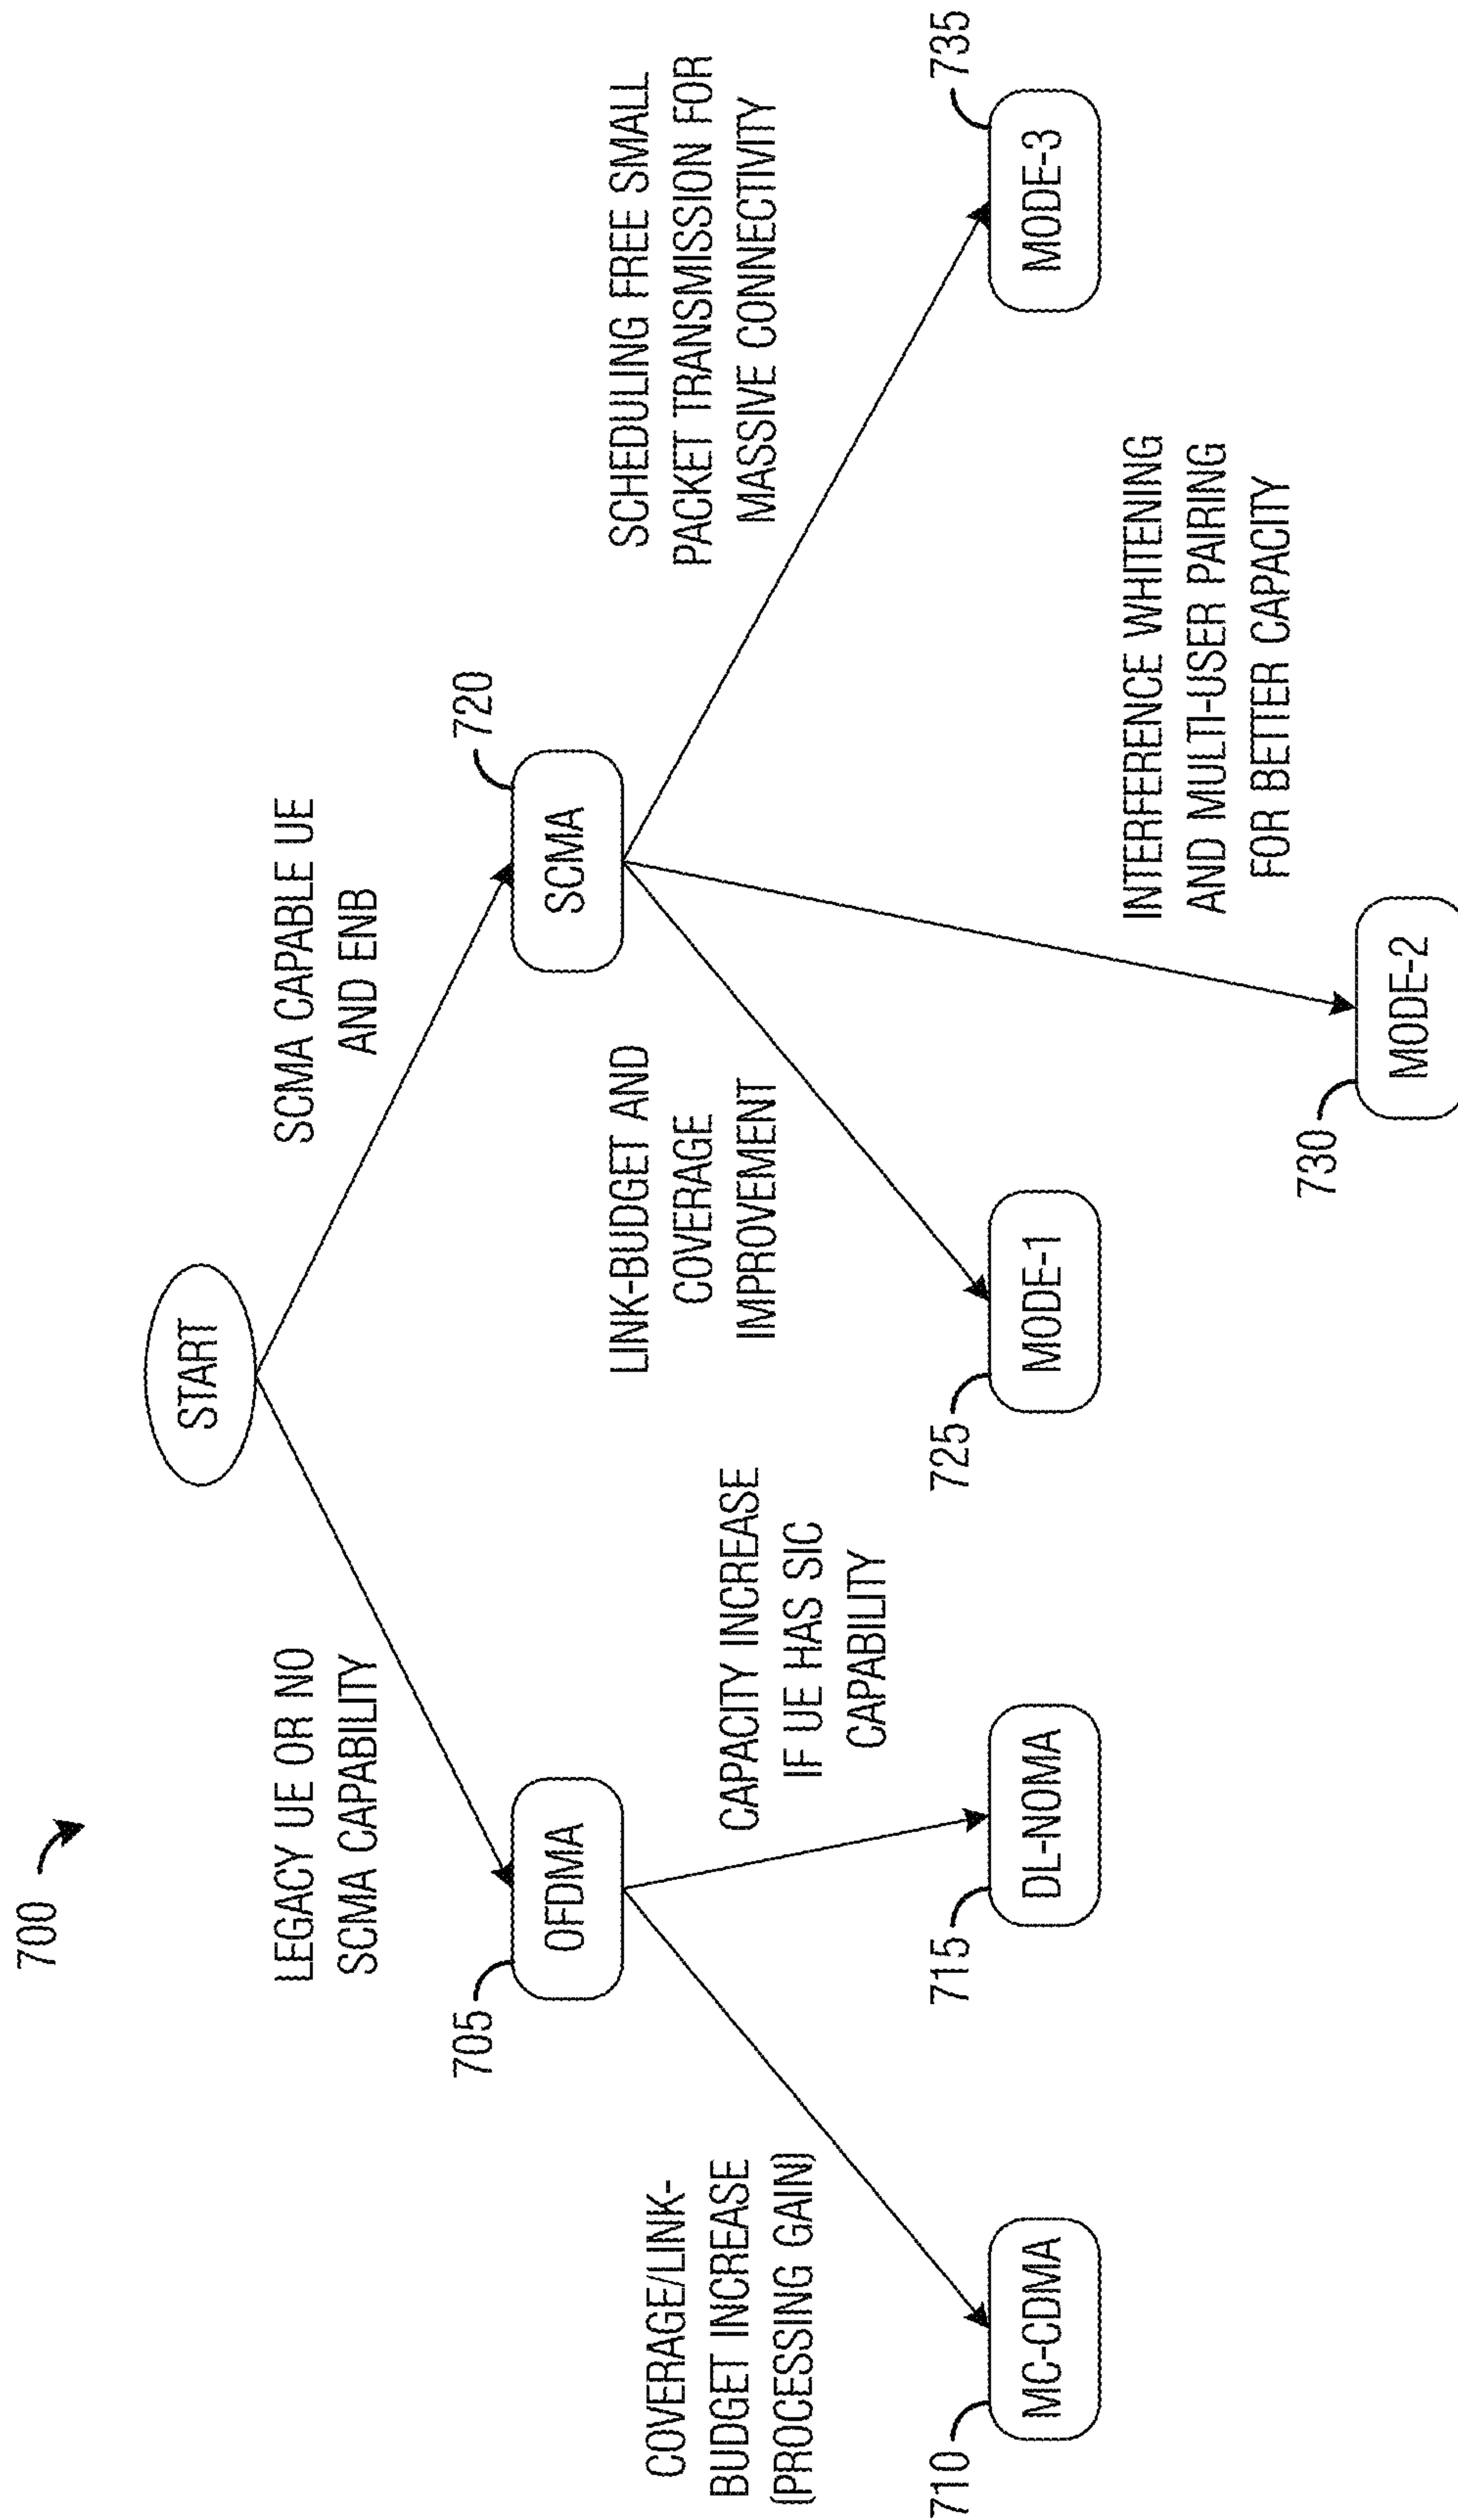 700
START
LEGACY UE OR NO
SCMA CAPABILITY
SCMA CAPABLE UE
AND ENB
705
OFDMA
720
SCMA
COVERAGE/LINK-
BUDGET INCREASE
(PROCESSING GAIN)
CAPACITY INCREASE
IF UE HAS SIC
CAPABILITY
LINK-BUDGET AND
COVERAGE
IMPROVEMENT
SCHEDULING FREE SMALL
PACKET TRANSMISSION FOR
MASSIVE CONNECTIVITY
710
MC-CDMA
715
DL-NOMA
725
MODE-1
735
MODE-3
INTERFERENCE WHITENING
AND MULTI-USER PAIRING
FOR BETTER CAPACITY
730
MODE-2